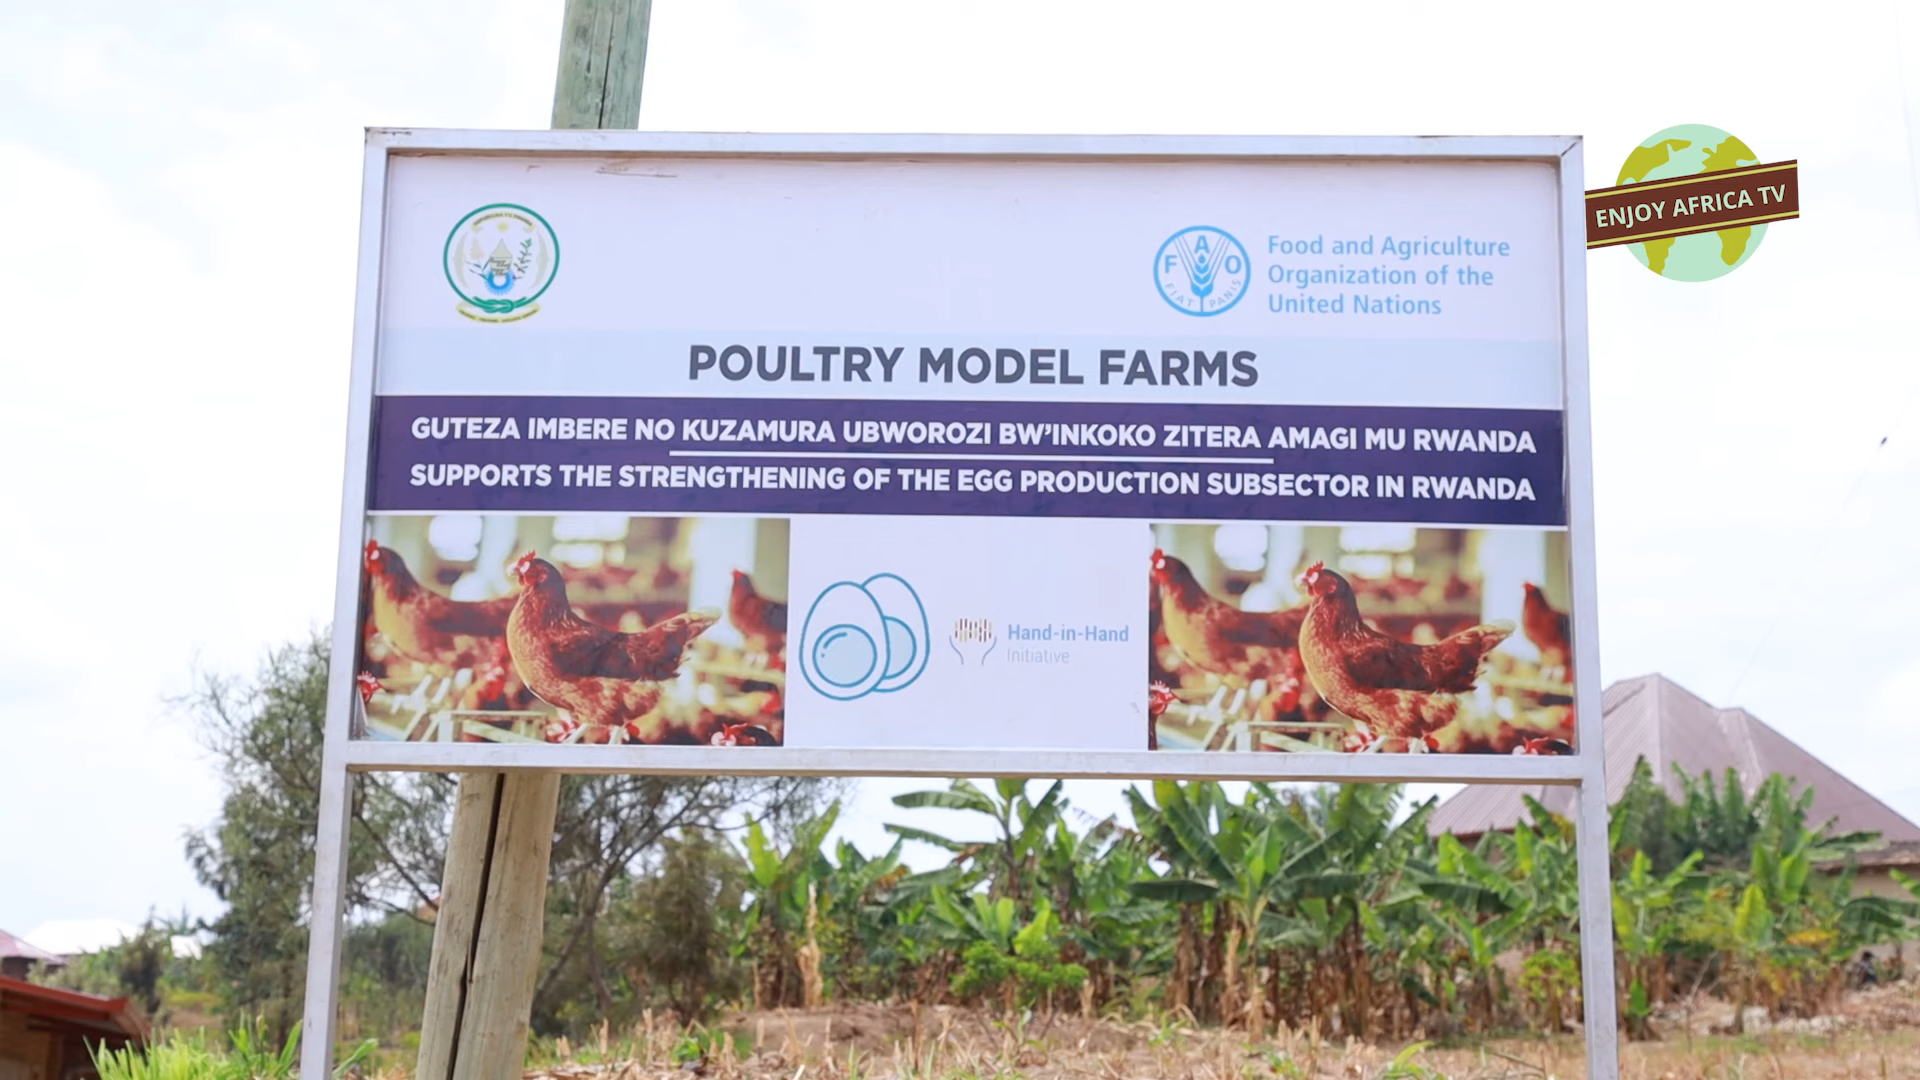 ENJOY AFRICA TV
F A O
FIAT PANIS
Food and Agriculture
Organization of the
United Nations
POULTRY MODEL FARMS
GUTEZA IMBERE NO KUZAMURA UBWOROZI BW'INKOKO ZITERA AMAGI MU RWANDA
SUPPORTS THE STRENGTHENING OF THE EGG PRODUCTION SUBSECTOR IN RWANDA
Hand-in-Hand
Initiative